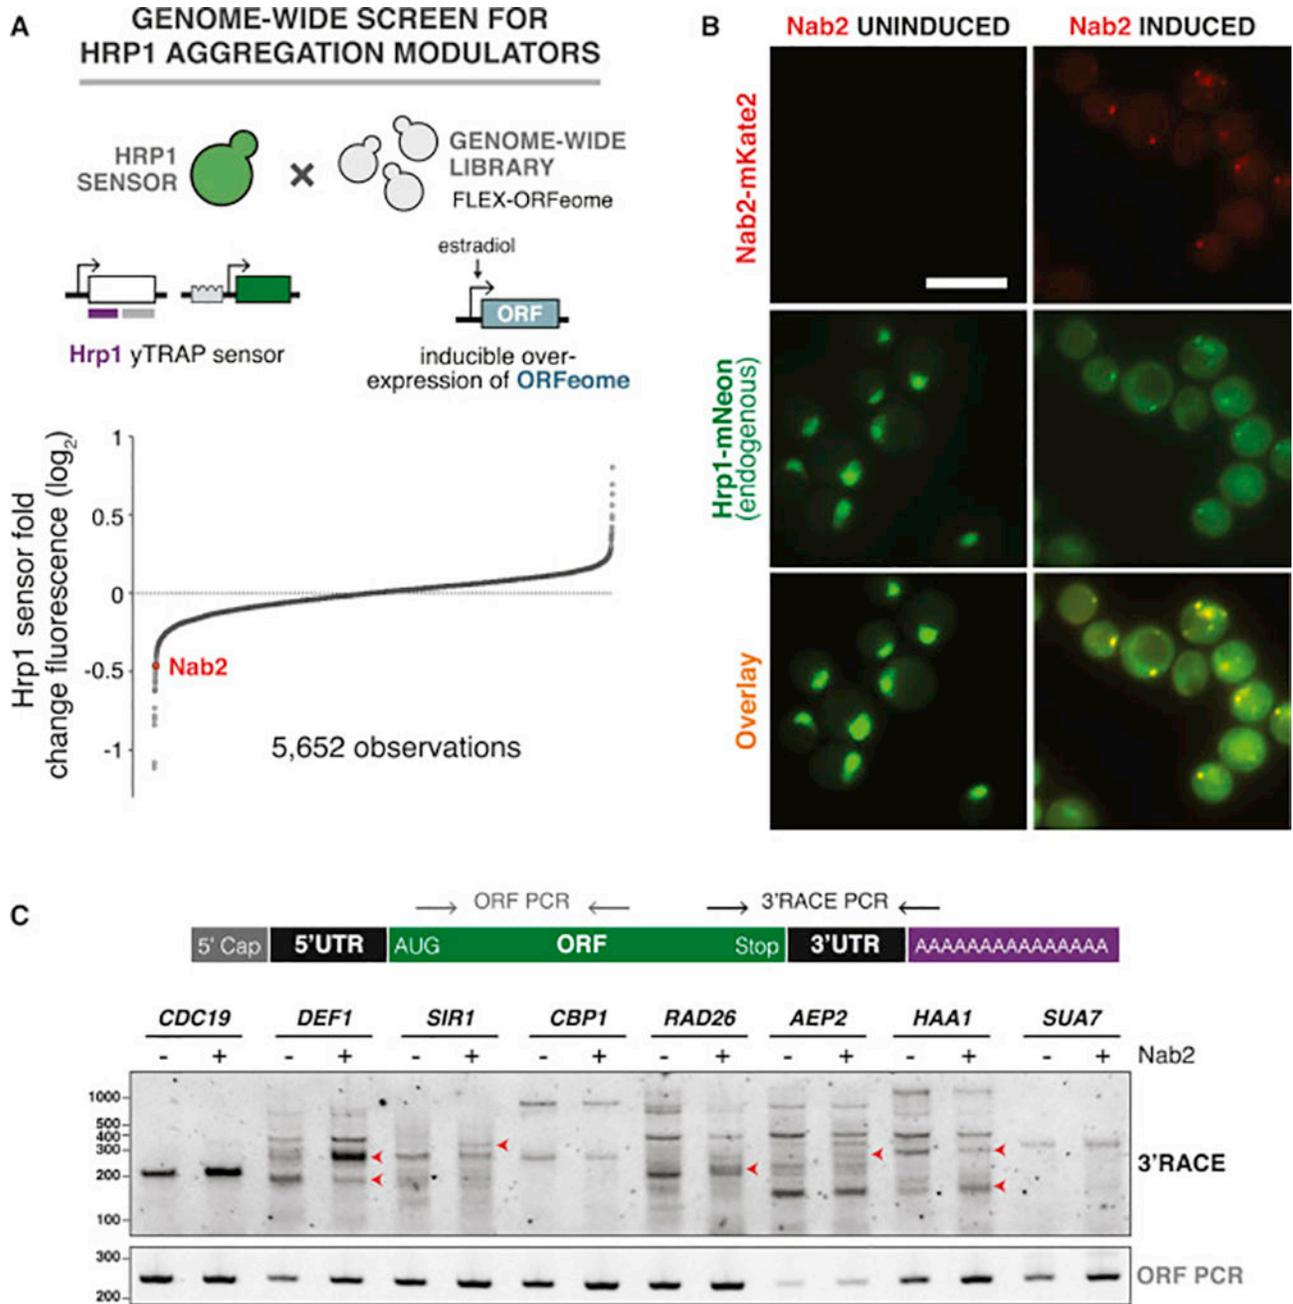 A
GENOME-WIDE SCREEN FOR
HRP1 AGGREGATION MODULATORS
HRP1
SENSOR
×
GENOME-WIDE
LIBRARY
FLEX-ORFeome
estradiol
ORF
Hrp1 yTRAP sensor
inducible over-
expression of ORFeome
Hrp1 sensor fold
change fluorescence (log2)
1
0.5
0
-0.5
-1
Nab2
5,652 observations
B
Nab2 UNINDUCED
Nab2 INDUCED
Nab2-mKate2
Hrp1-mNeon
(endogenous)
Overlay
C
ORF PCR
3'RACE PCR
5' Cap
5'UTR
AUG
ORF
Stop
3'UTR
AAAAAAAAAAAAAAA
CDC19 DEF1 SIR1 CBP1 RAD26 AEP2 HAA1 SUA7
- + - + - + - + - + - + - + - + Nab2
1000
500
400
300
200
100
3'RACE
300
200
ORF PCR